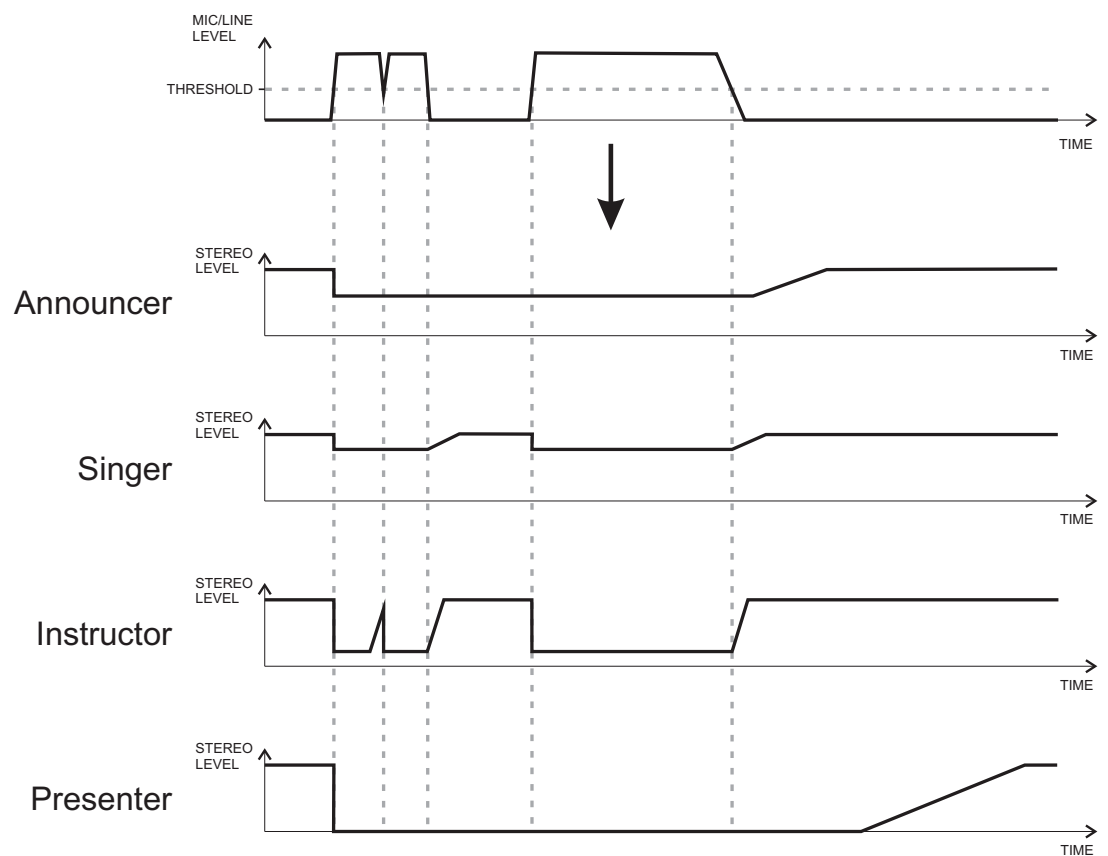 MIC/LINE
LEVEL
THRESHOLD
TIME
STEREO
LEVEL
Announcer
TIME
STEREO
LEVEL
Singer
TIME
STEREO
LEVEL
Instructor
TIME
STEREO
LEVEL
Presenter
TIME